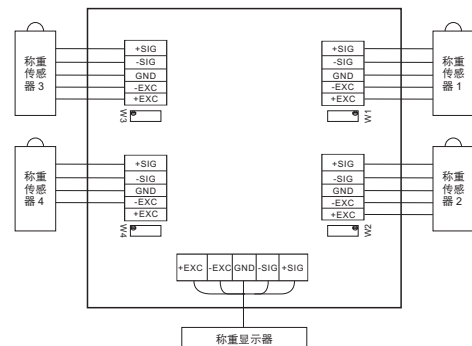 称重
传感
器 3
+SIG
-SIG
GND
-EXC
+EXC
W3
+SIG
-SIG
GND
-EXC
+EXC
W1
称重
传感
器 1
称重
传感
器 4
+SIG
-SIG
GND
-EXC
+EXC
W4
+SIG
-SIG
GND
-EXC
+EXC
W2
称重
传感
器 2
+EXC -EXC GND -SIG +SIG
称重显示器